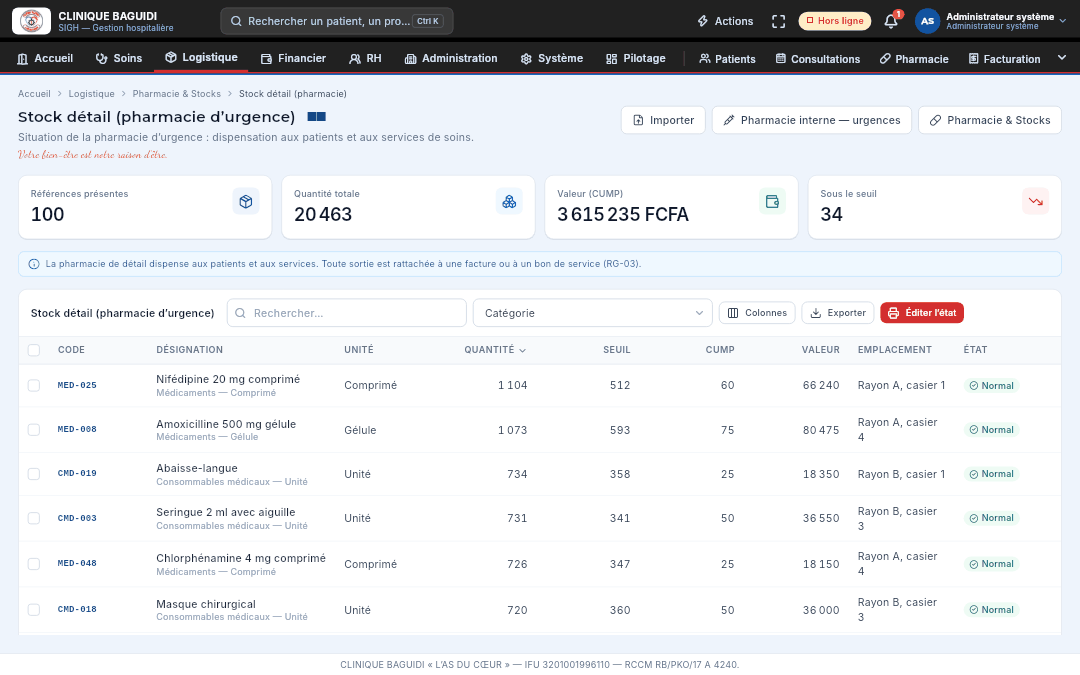 CLINIQUE BAGUIDI
SIGH — Gestion hospitalière
Rechercher un patient, un pro... Ctrl K
Actions
Hors ligne
1
AS
Administrateur système
Administrateur système
Accueil Soins Logistique Financier RH Administration Système Pilotage Patients Consultations Pharmacie Facturation
Accueil > Logistique > Pharmacie & Stocks > Stock détail (pharmacie)
Stock détail (pharmacie d'urgence)
Situation de la pharmacie d'urgence : dispensation aux patients et aux services de soins.
Votre bien-être est notre raison d'être.
Importer Pharmacie interne — urgences Pharmacie & Stocks
Références présentes
100
Quantité totale
20 463
Valeur (CUMP)
3 615 235 FCFA
Sous le seuil
34
La pharmacie de détail dispense aux patients et aux services. Toute sortie est rattachée à une facture ou à un bon de service (RG-03).
Stock détail (pharmacie d'urgence) Rechercher... Catégorie Colonnes Exporter Éditer l'état
CODE DÉSIGNATION UNITÉ QUANTITÉ SEUIL CUMP VALEUR EMPLACEMENT ÉTAT
MED-025 Nifédipine 20 mg comprimé Comprimé 1 104 512 60 66 240 Rayon A, casier 1 Normal
Médicaments — Comprimé
MED-008 Amoxicilline 500 mg gélule Gélule 1 073 593 75 80 475 Rayon A, casier 4 Normal
Médicaments — Gélule
CMD-019 Abaisse-langue Unité 734 358 25 18 350 Rayon B, casier 1 Normal
Consommables médicaux — Unité
CMD-003 Seringue 2 ml avec aiguille Unité 731 341 50 36 550 Rayon B, casier 3 Normal
Consommables médicaux — Unité
MED-048 Chlorphénamine 4 mg comprimé Comprimé 726 347 25 18 150 Rayon A, casier 4 Normal
Médicaments — Comprimé
CMD-018 Masque chirurgical Unité 720 360 50 36 000 Rayon B, casier 3 Normal
Consommables médicaux — Unité
CLINIQUE BAGUIDI « L'AS DU CŒUR » — IFU 3201001996110 — RCCM RB/PKO/17 A 4240.